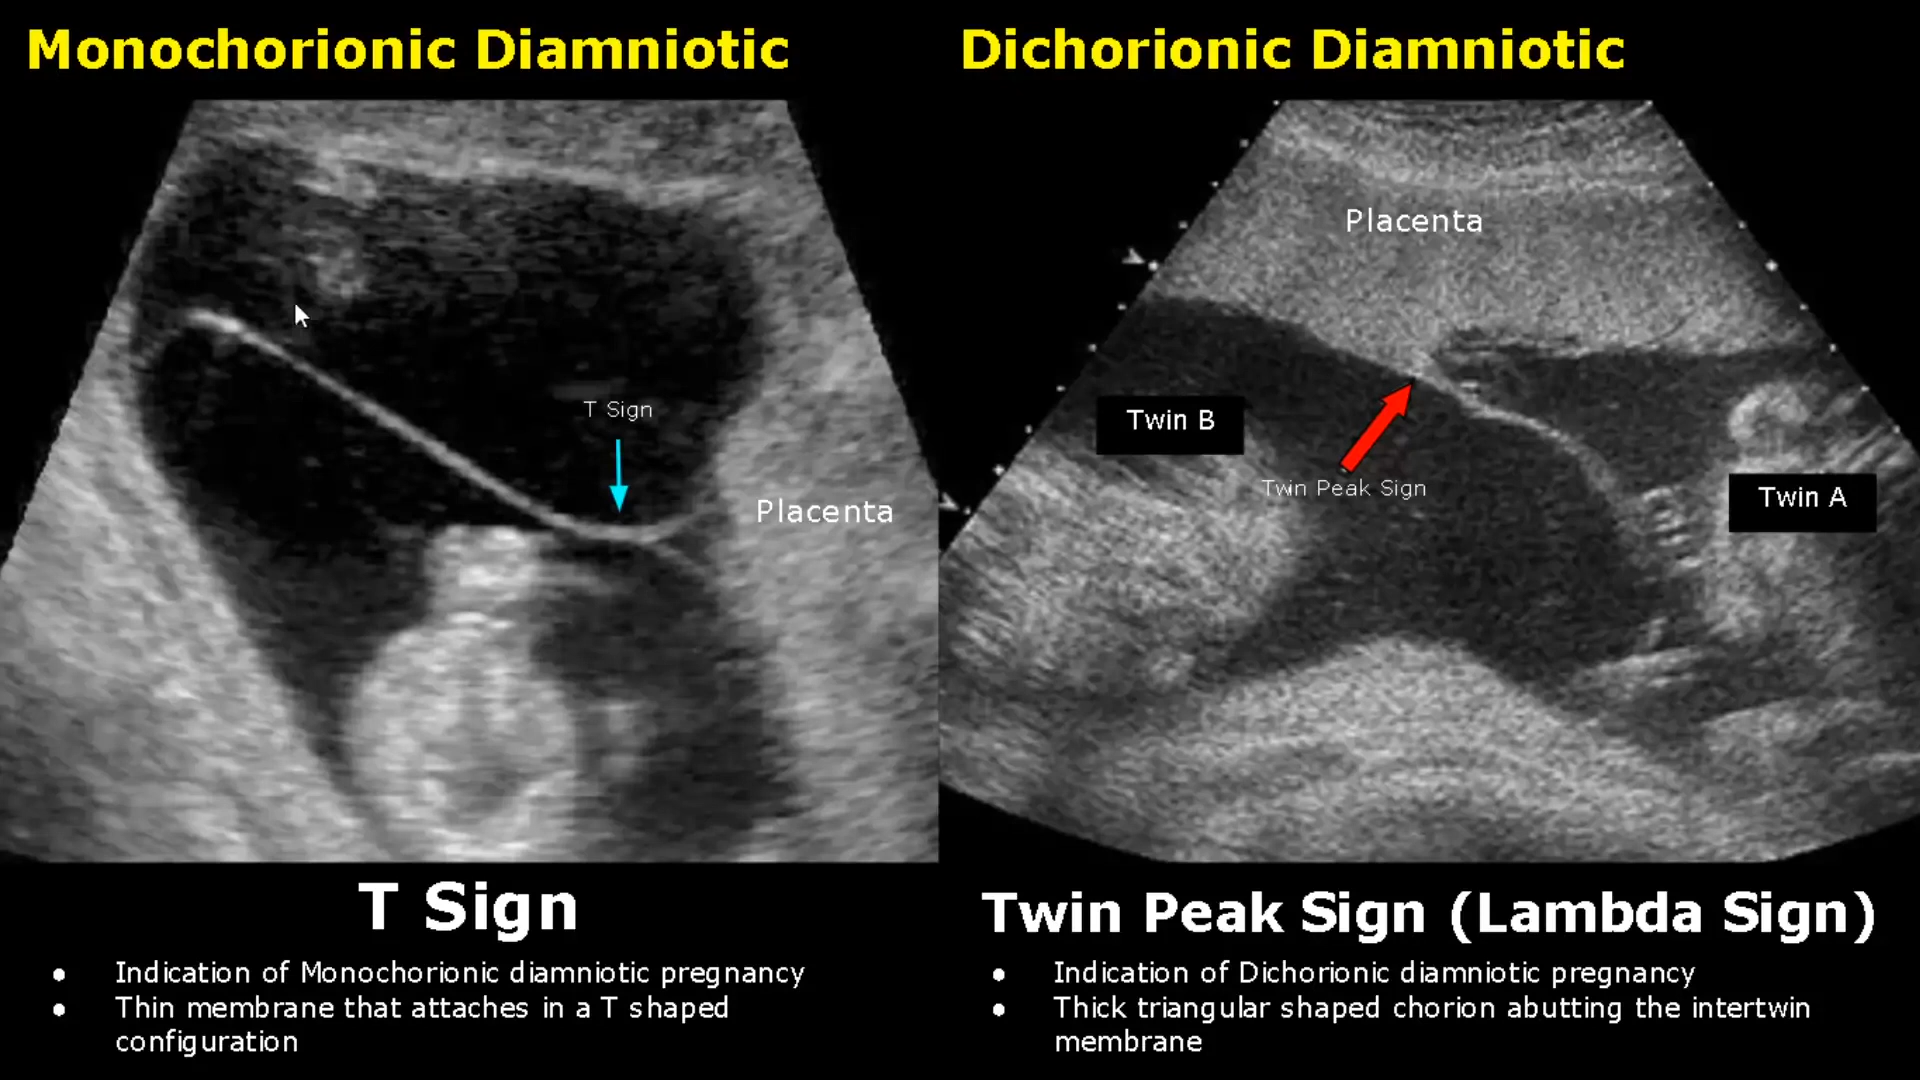 Monochorionic Diamniotic
T Sign
Placenta
T Sign
● Indication of Monochorionic diamniotic pregnancy
● Thin membrane that attaches in a T shaped
configuration
Dichorionic Diamniotic
Placenta
Twin B
Twin Peak Sign
Twin A
Twin Peak Sign (Lambda Sign)
● Indication of Dichorionic diamniotic pregnancy
● Thick triangular shaped chorion abutting the intertwin
membrane